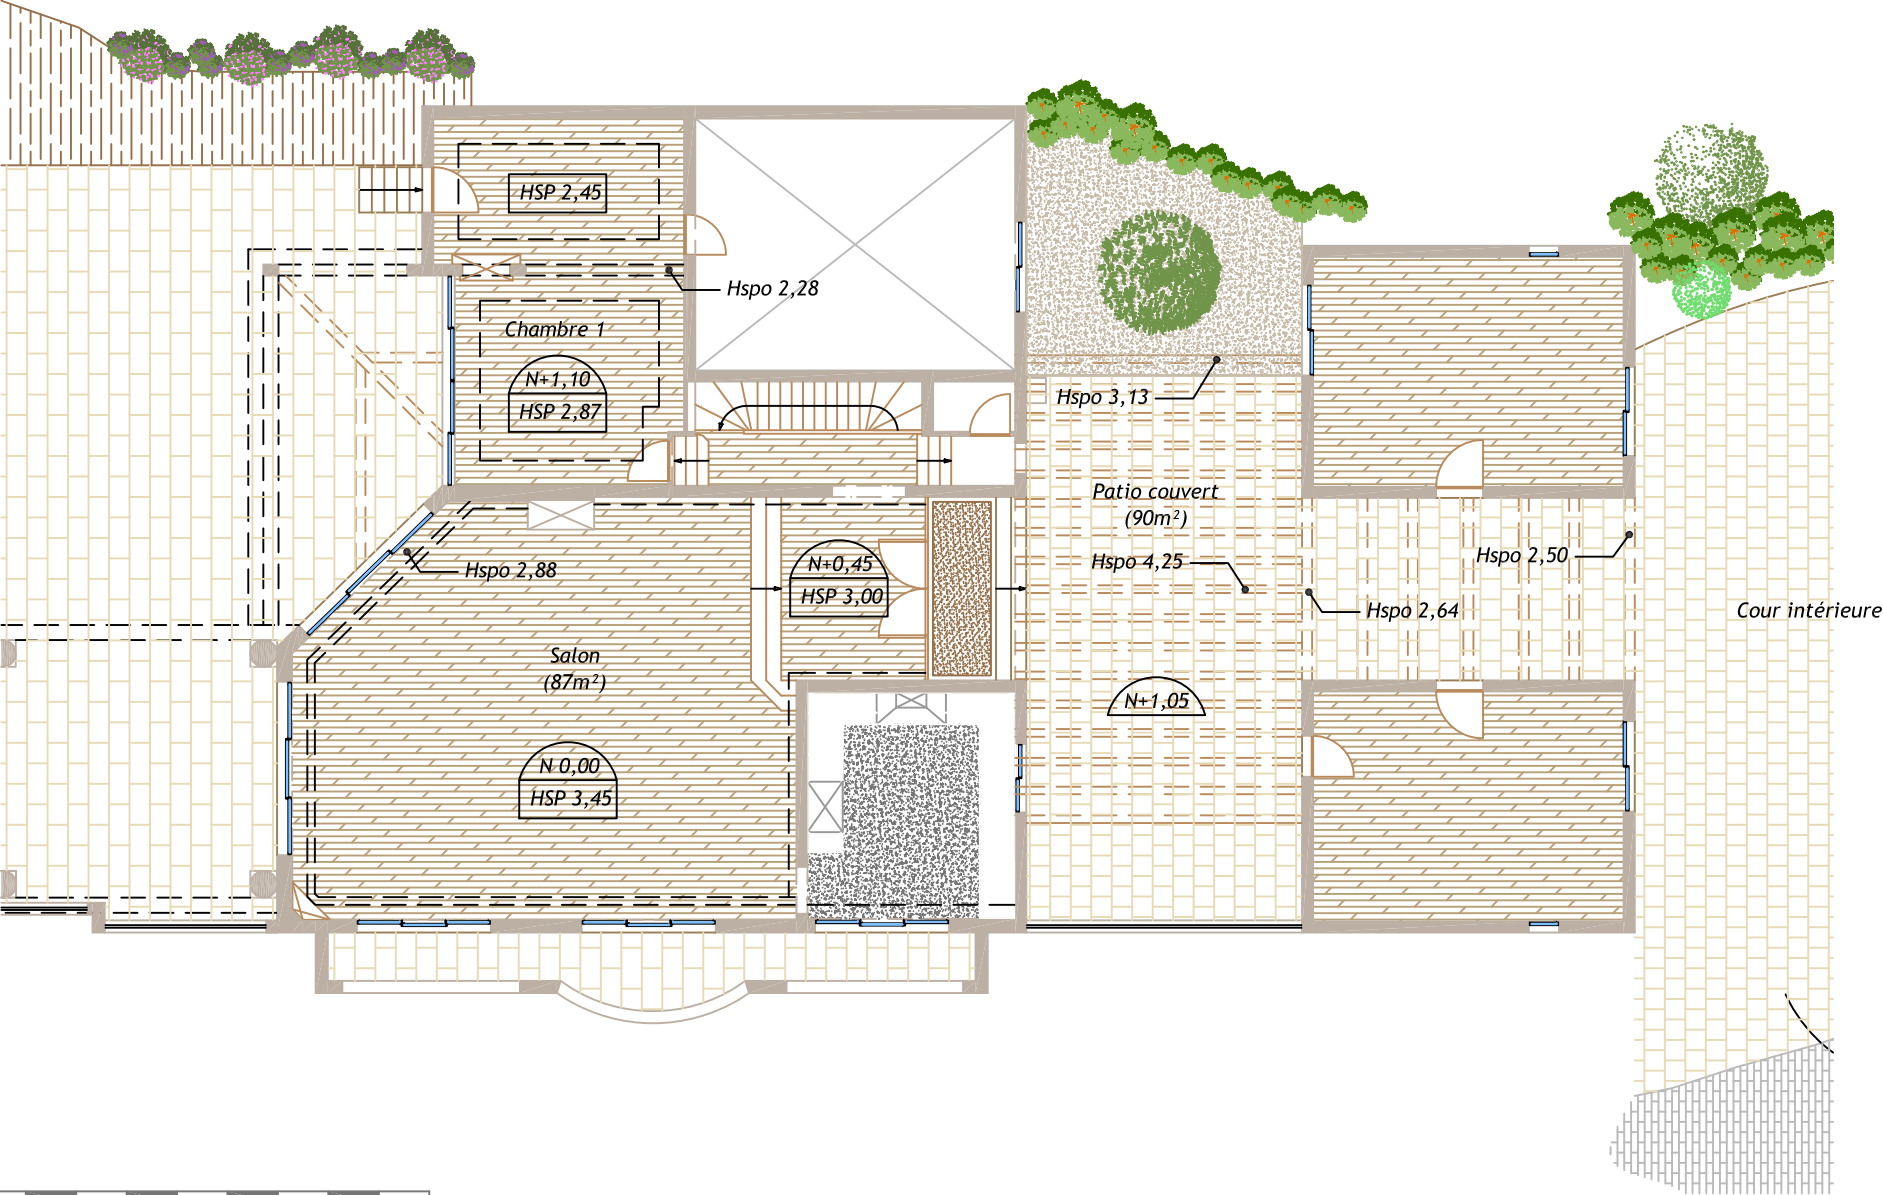 HSP 2,45
Hspo 2,28
Chambre 1
N+1,10
HSP 2,87
Hspo 3,13
Patio couvert
(90m²)
Hspo 4,25
Hspo 2,50
Hspo 2,88
N+0,45
HSP 3,00
Hspo 2,64
Cour intérieure
Salon
(87m²)
N+1,05
N 0,00
HSP 3,45